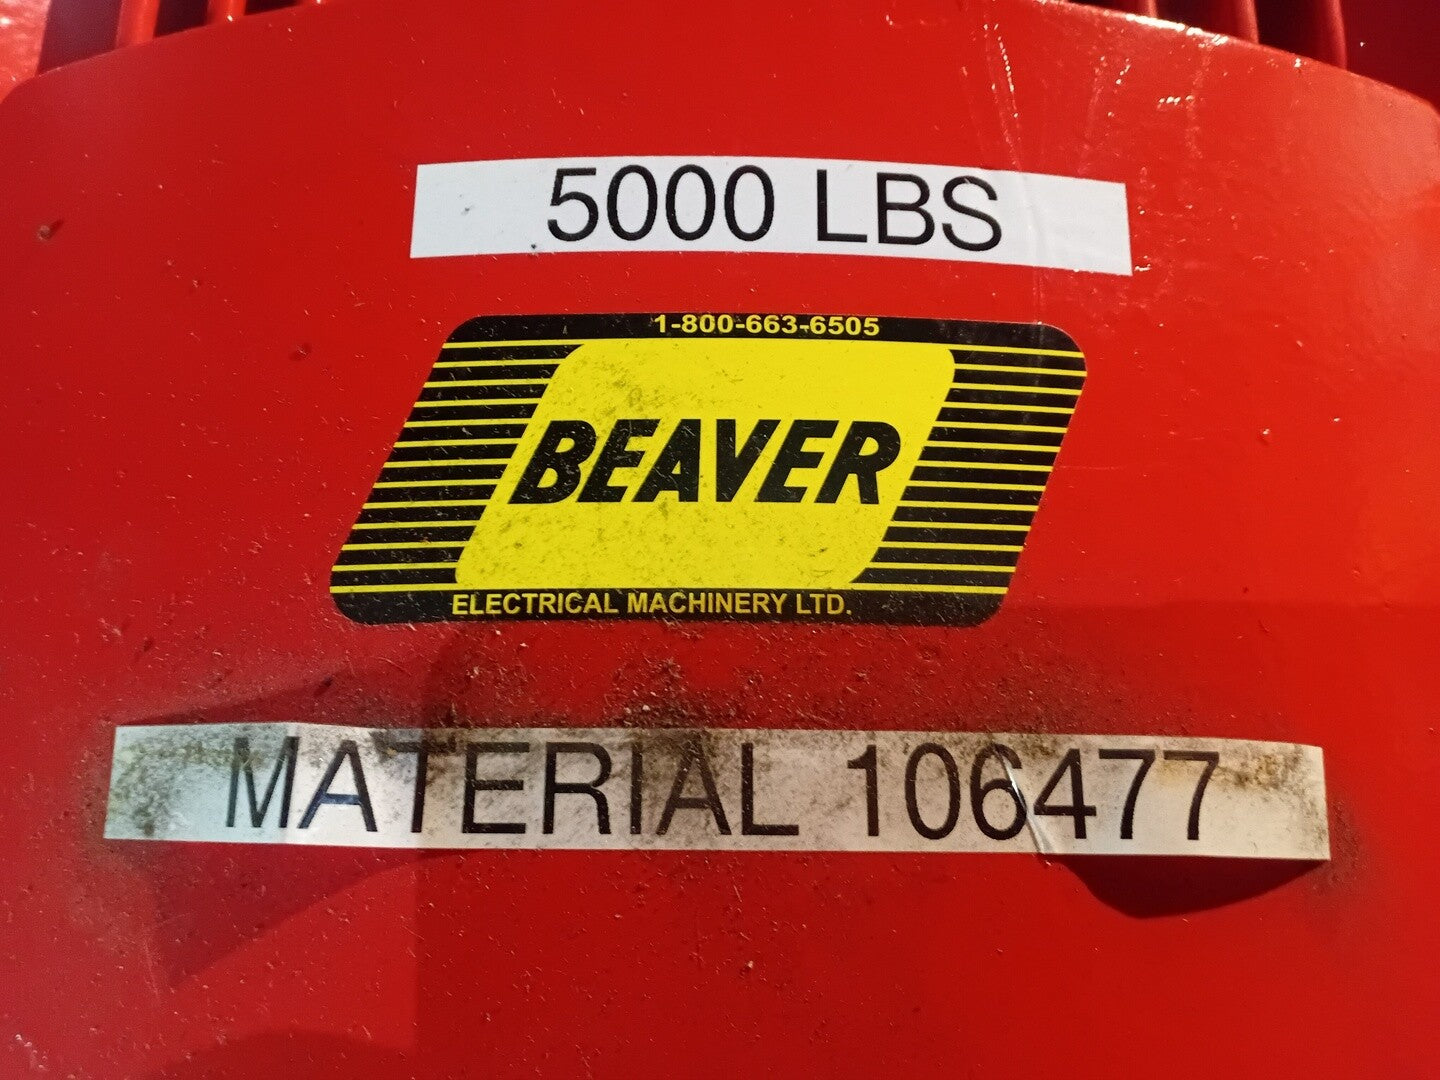 5000 LBS
1-800-663-6505
BEAVER
ELECTRICAL MACHINERY LTD.
MATERIAL 106477